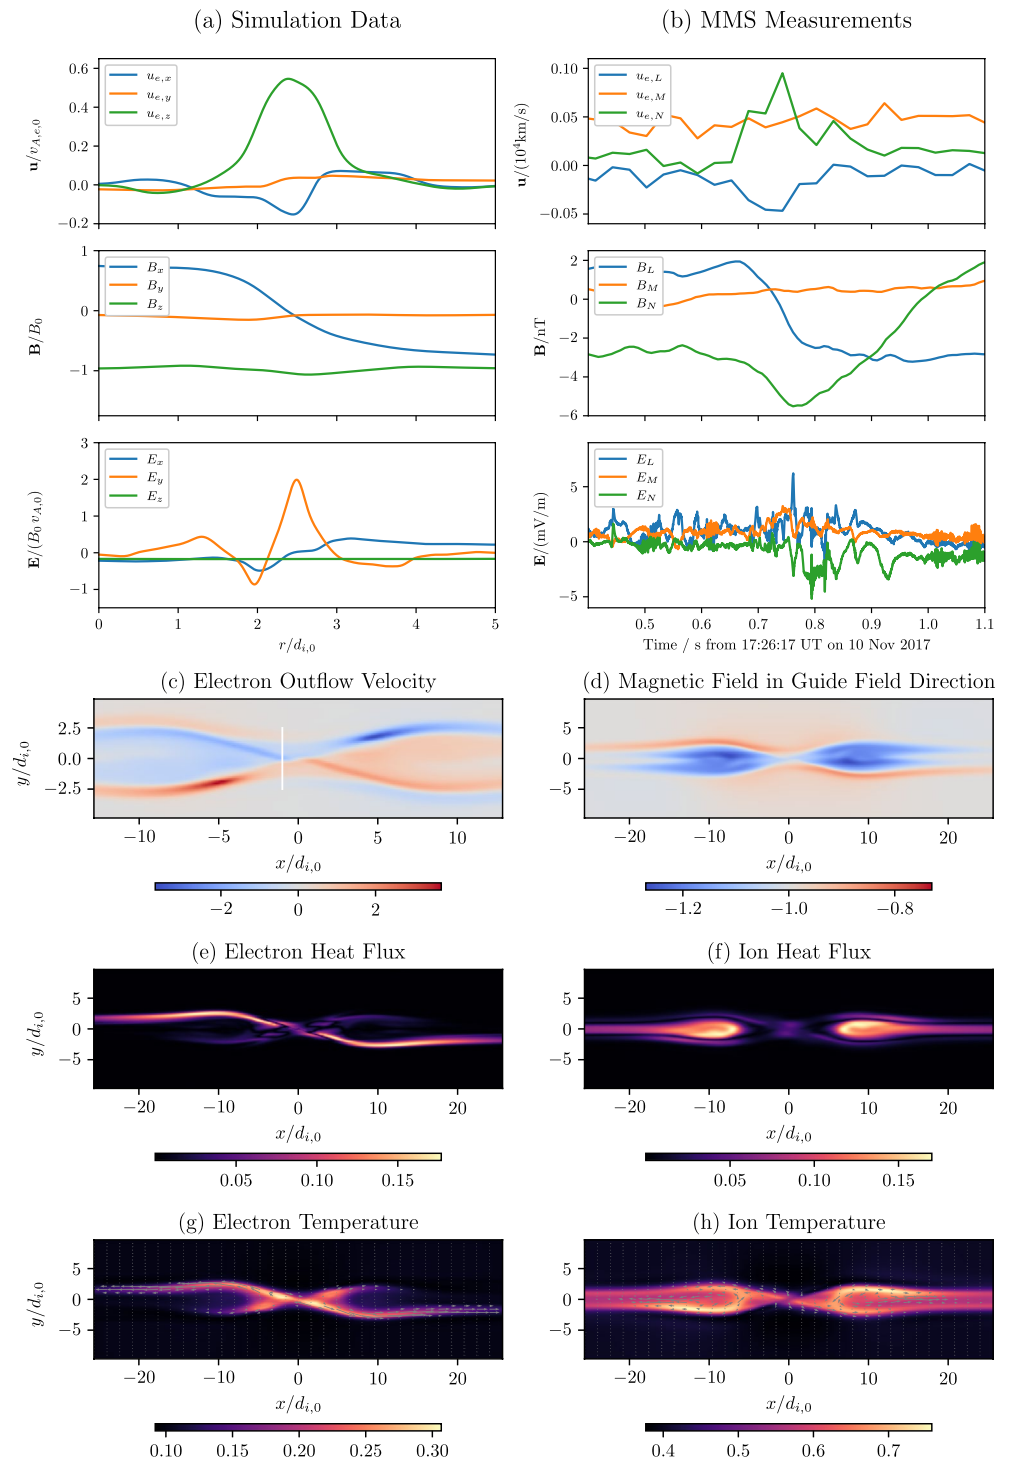 (a) Simulation Data
(b) MMS Measurements
0.6
0.4
0.2
0.0
−0.2
u/v_{A,e,0}
u_{e,x}
u_{e,y}
u_{e,z}
0.10
0.05
0.00
−0.05
u/(10⁴km/s)
u_{e,L}
u_{e,M}
u_{e,N}
1
0
−1
B/B_0
B_x
B_y
B_z
2
0
−2
−4
−6
B/nT
B_L
B_M
B_N
3
2
1
0
−1
E/(B_0 v_{A,0})
E_x
E_y
E_z
0 1 2 3 4 5
r/d_{i,0}
5
0
−5
E/(mV/m)
E_L
E_M
E_N
0.5 0.6 0.7 0.8 0.9 1.0 1.1
Time / s from 17:26:17 UT on 10 Nov 2017
(c) Electron Outflow Velocity
2.5
0.0
−2.5
y/d_{i,0}
−10 −5 0 5 10
x/d_{i,0}
−2 0 2
(d) Magnetic Field in Guide Field Direction
5
0
−5
−20 −10 0 10 20
x/d_{i,0}
−1.2 −1.0 −0.8
(e) Electron Heat Flux
5
0
−5
y/d_{i,0}
−20 −10 0 10 20
x/d_{i,0}
0.05 0.10 0.15
(f) Ion Heat Flux
5
0
−5
−20 −10 0 10 20
x/d_{i,0}
0.05 0.10 0.15
(g) Electron Temperature
5
0
−5
y/d_{i,0}
−20 −10 0 10 20
x/d_{i,0}
0.10 0.15 0.20 0.25 0.30
(h) Ion Temperature
5
0
−5
−20 −10 0 10 20
x/d_{i,0}
0.4 0.5 0.6 0.7